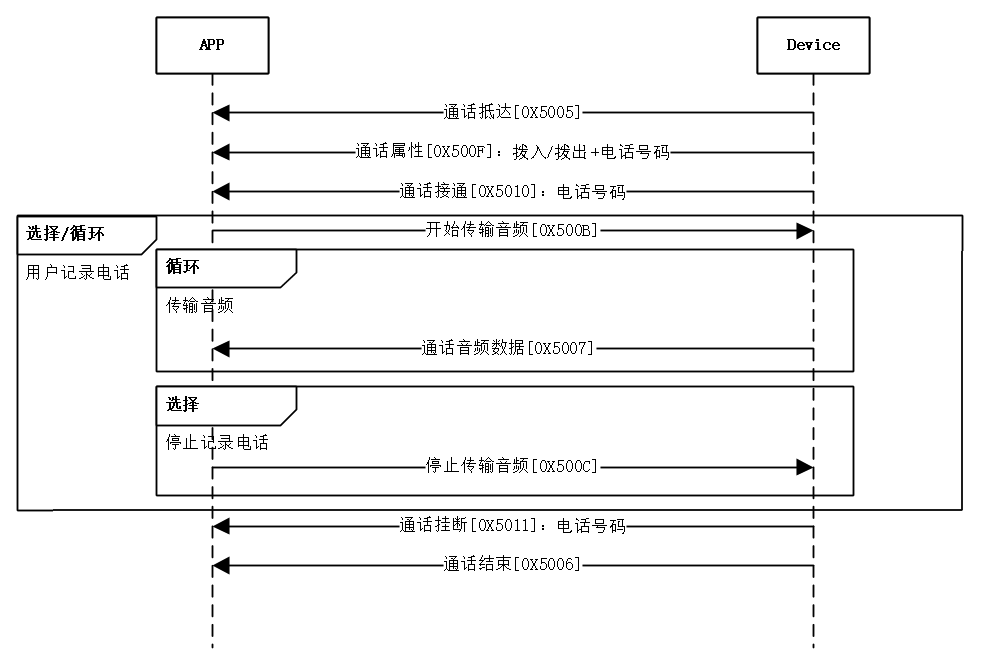 APP
Device
通话抵达[0X5005]
通话属性[0X500F]: 拨入/拨出+电话号码
通话接通[0X5010]: 电话号码
开始传输音频[0X500B]
选择/循环
用户记录电话
循环
传输音频
通话音频数据[0X5007]
选择
停止记录电话
停止传输音频[0X500C]
通话挂断[0X5011]: 电话号码
通话结束[0X5006]